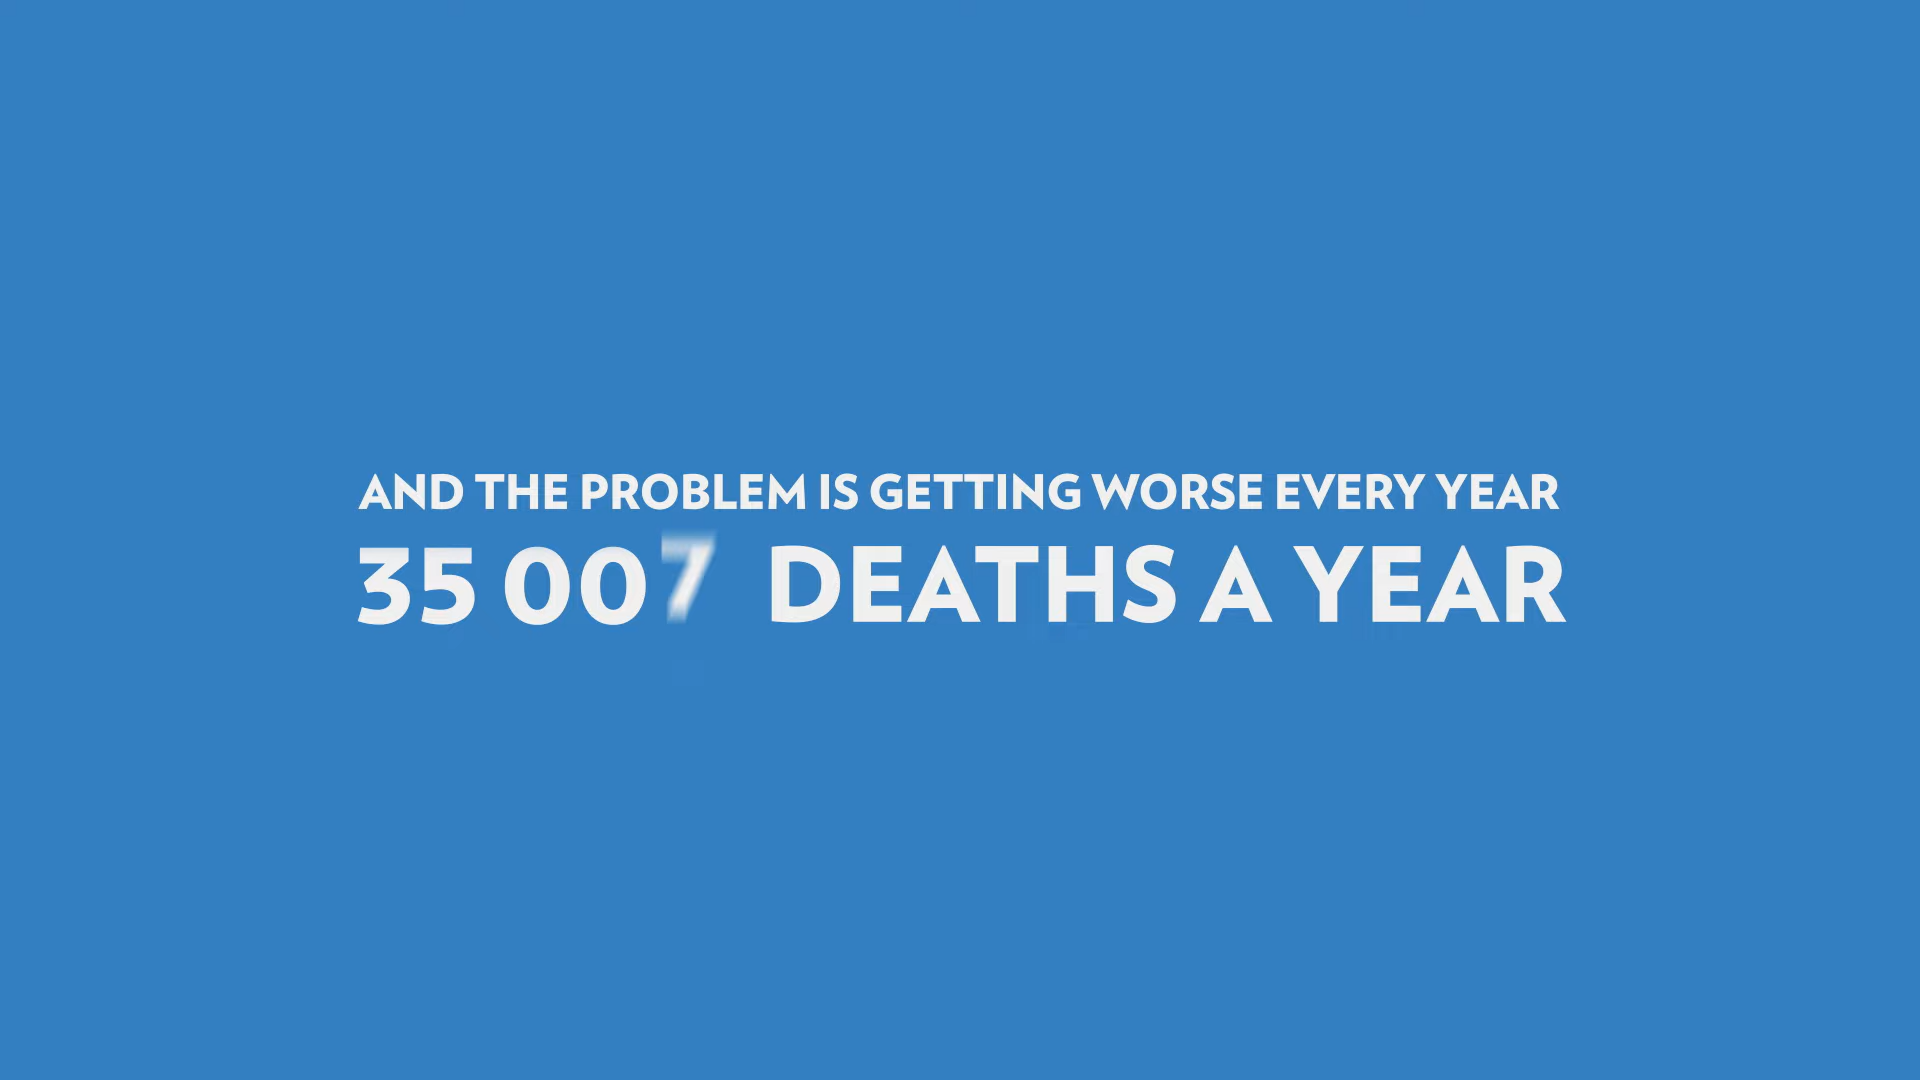 AND THE PROBLEM IS GETTING WORSE EVERY YEAR
35 007 DEATHS A YEAR